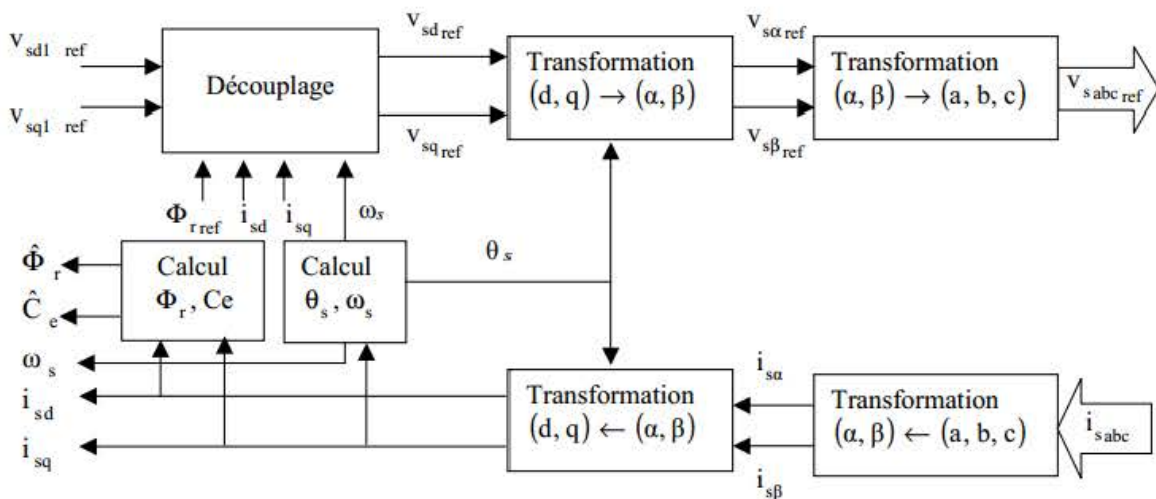 v_sd1 ref
v_sq1 ref
Découplage
v_sd ref
v_sq ref
Transformation
(d, q) → (α, β)
v_sα ref
v_sβ ref
Transformation
(α, β) → (a, b, c)
v_s abc ref
Φ_r ref
i_sd
i_sq
ω_s
θ_s
Φ̂_r
Ĉ_e
Calcul
Φ_r , Ce
Calcul
θ_s , ω_s
ω_s
i_sd
i_sq
Transformation
(d, q) ← (α, β)
i_sα
i_sβ
Transformation
(α, β) ← (a, b, c)
i_s abc